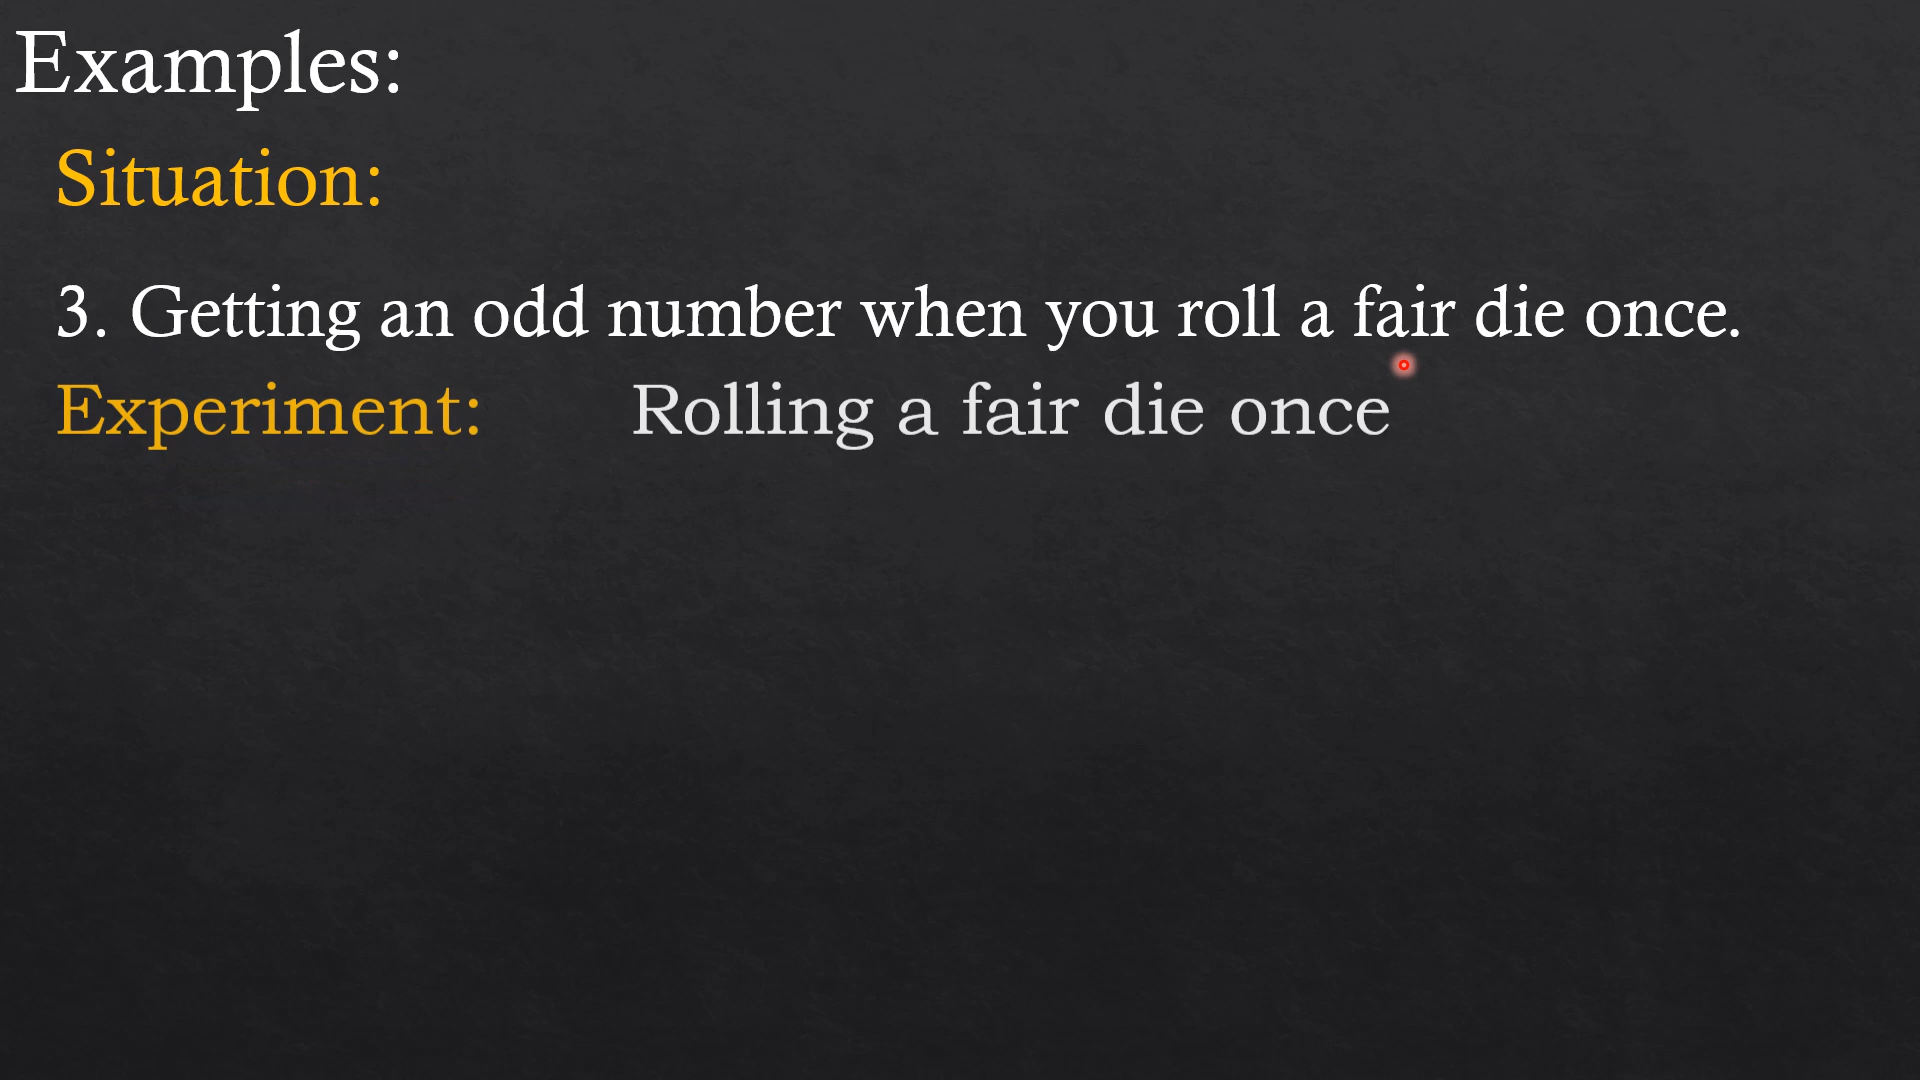 Examples:
Situation:
3. Getting an odd number when you roll a fair die once.
Experiment: Rolling a fair die once